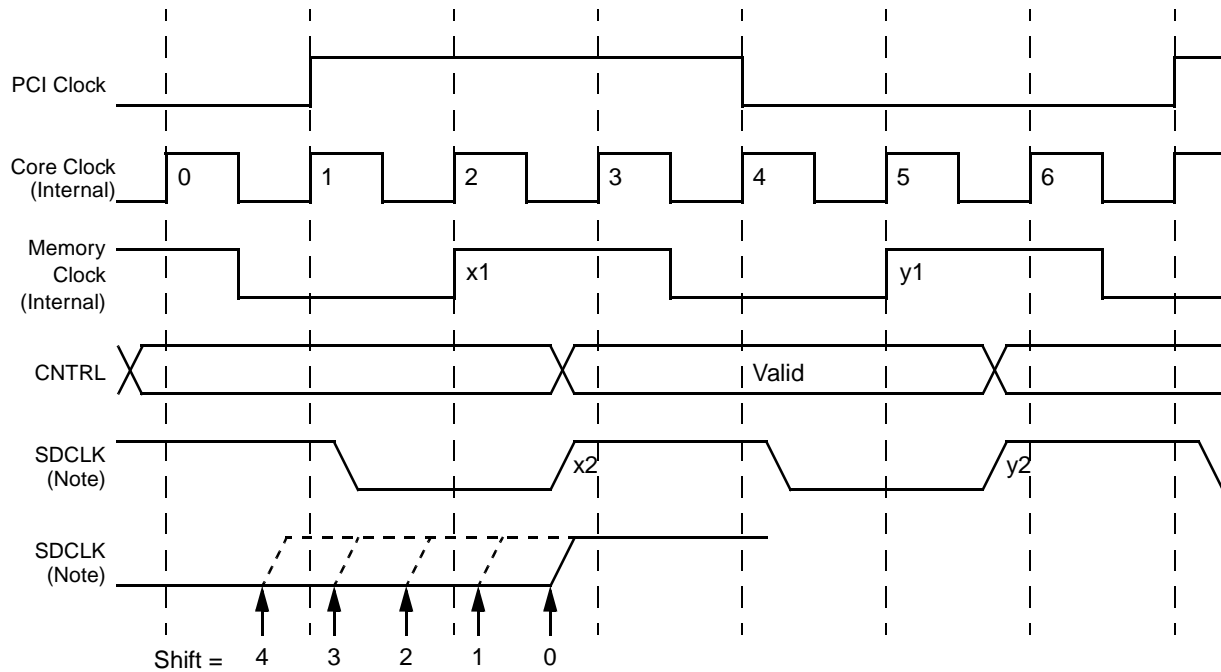 PCI Clock
Core Clock
(Internal)
0 1 2 3 4 5 6
Memory
Clock
(Internal)
x1 y1
CNTRL
Valid
SDCLK
(Note)
x2 y2
SDCLK
(Note)
Shift = 4 3 2 1 0